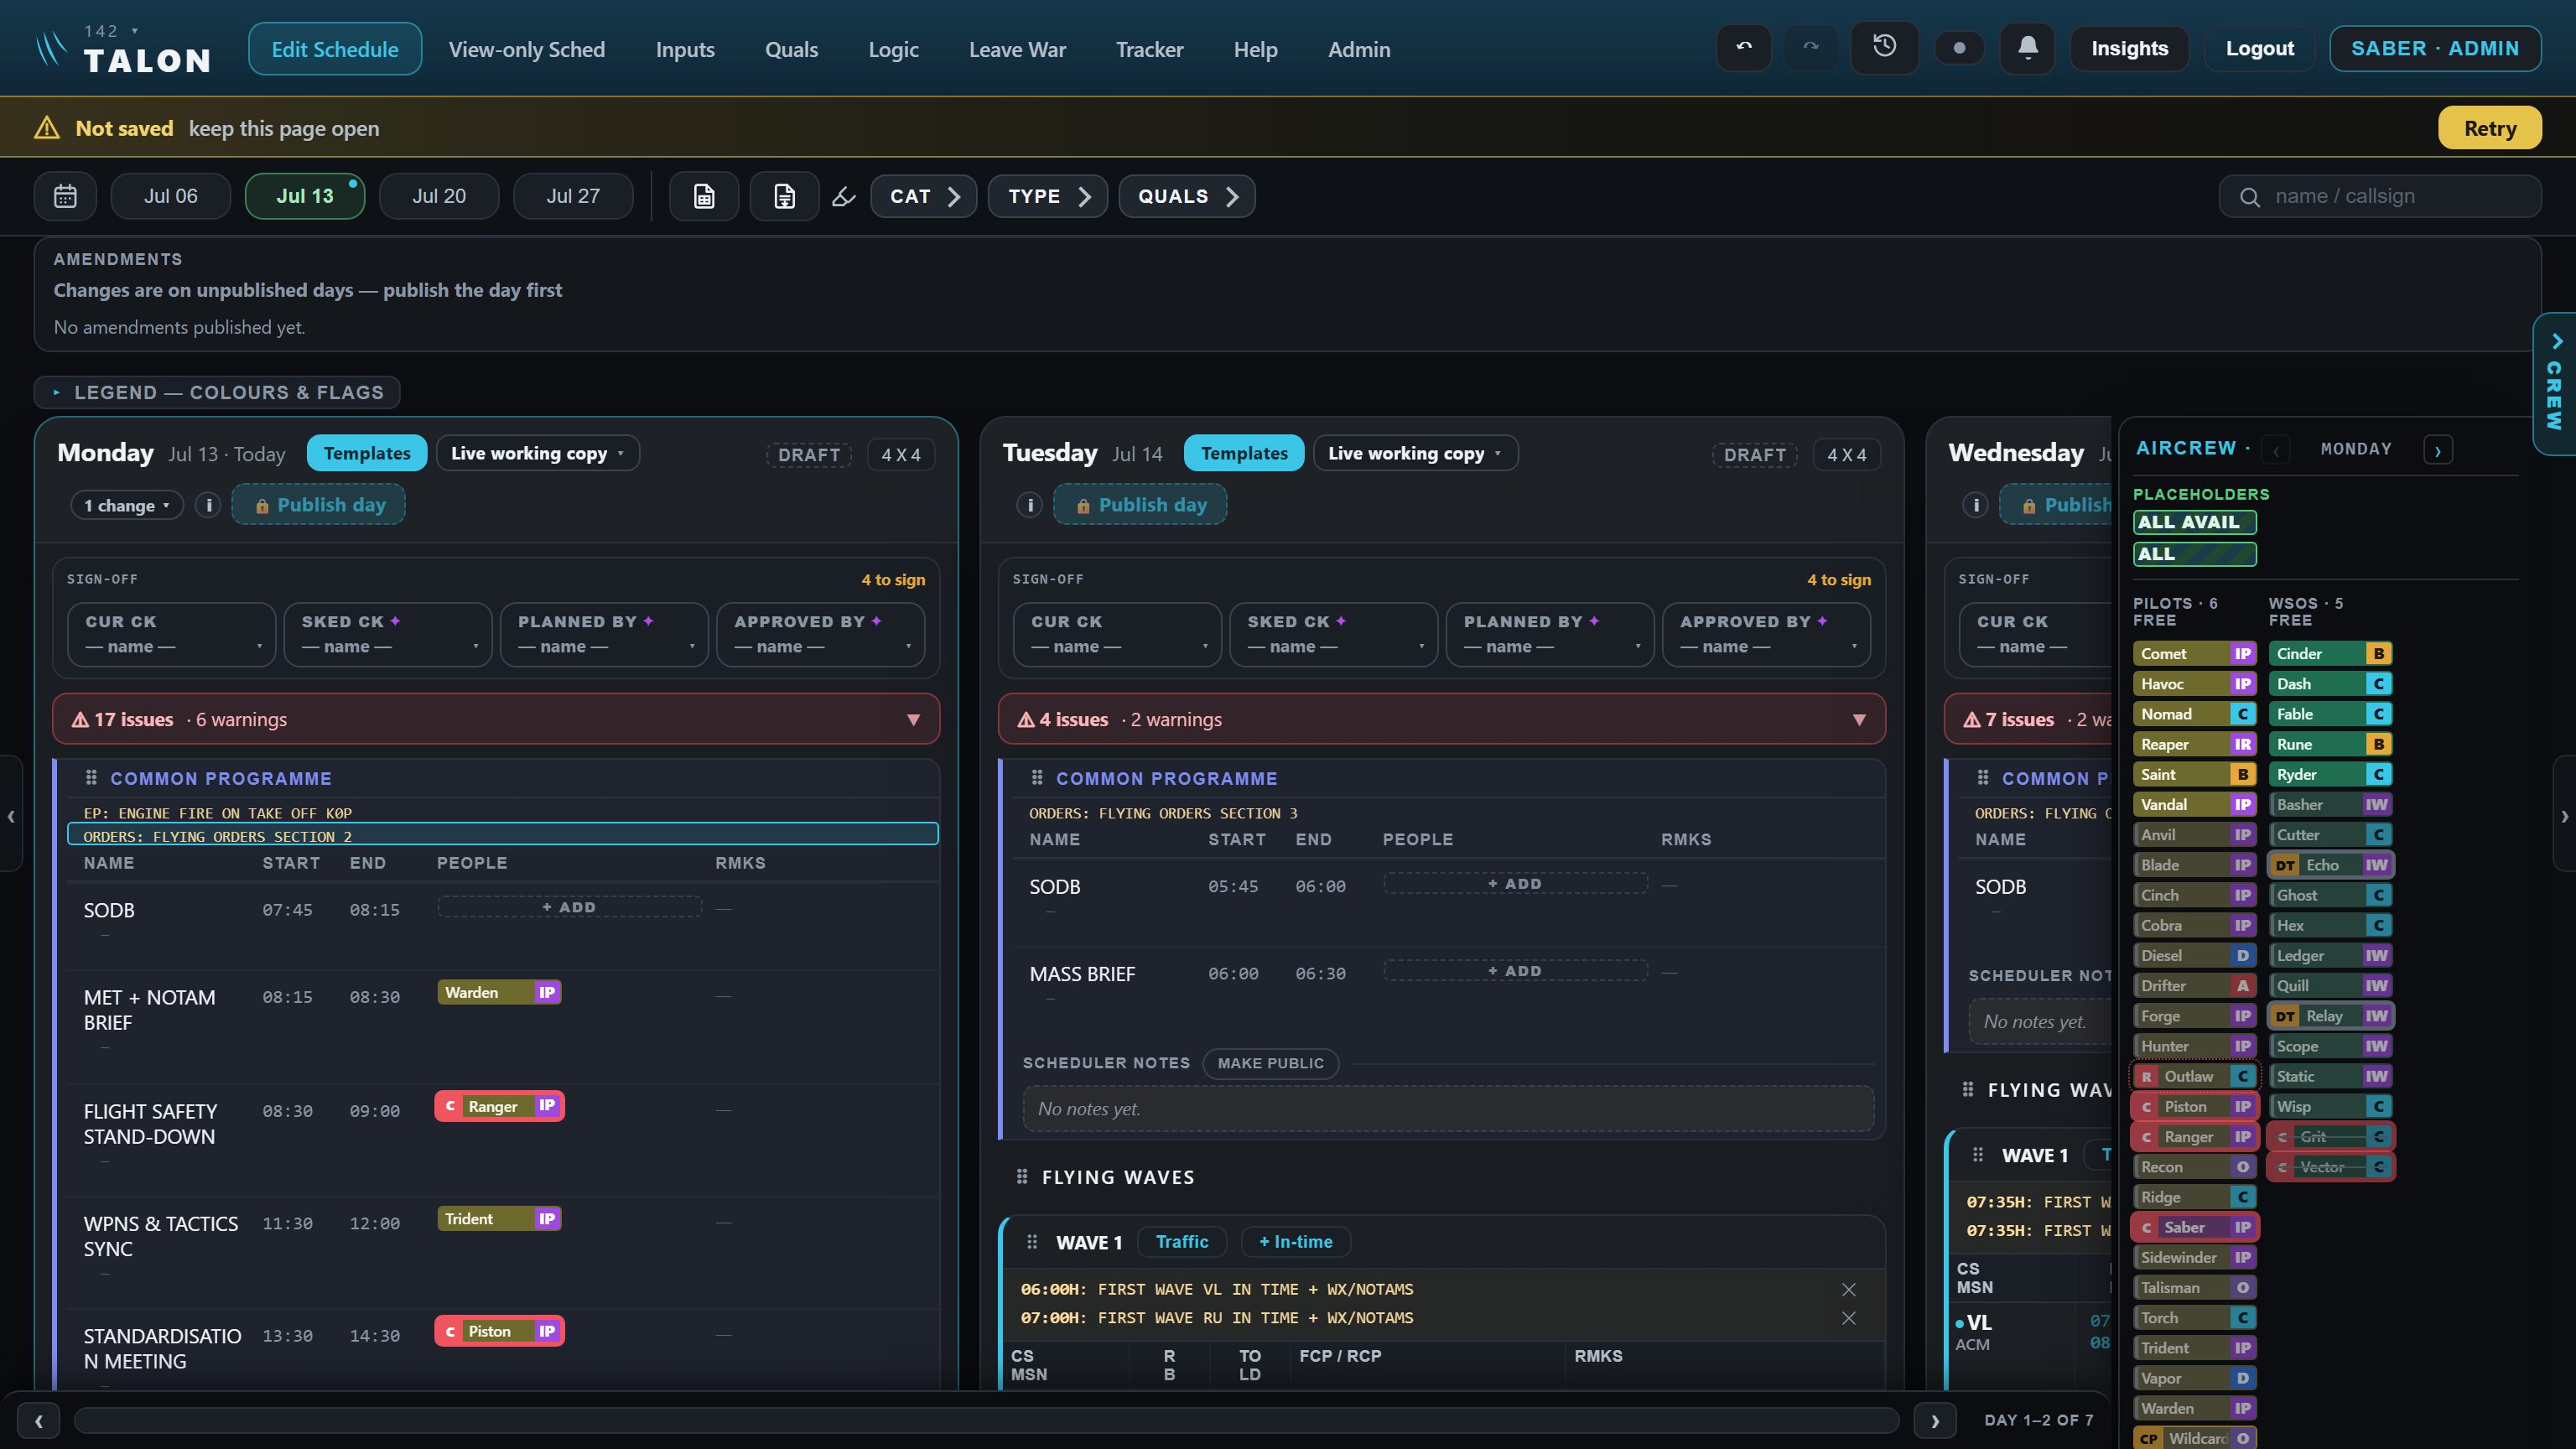 142 ▾
TALON
Edit Schedule
View-only Sched
Inputs
Quals
Logic
Leave War
Tracker
Help
Admin
Insights
Logout
SABER · ADMIN
Not saved keep this page open
Retry
Jul 06
Jul 13
Jul 20
Jul 27
CAT
TYPE
QUALS
name / callsign
AMENDMENTS
Changes are on unpublished days — publish the day first
No amendments published yet.
LEGEND — COLOURS & FLAGS
CREW
Monday Jul 13 · Today
Templates
Live working copy
DRAFT
4 X 4
1 change
i
Publish day
SIGN-OFF
4 to sign
CUR CK
— name —
SKED CK ✦
— name —
PLANNED BY ✦
— name —
APPROVED BY ✦
— name —
17 issues · 6 warnings
COMMON PROGRAMME
EP: ENGINE FIRE ON TAKE OFF K0P
ORDERS: FLYING ORDERS SECTION 2
NAME START END PEOPLE RMKS
SODB 07:45 08:15 + ADD —
—
MET + NOTAM BRIEF 08:15 08:30 Warden IP —
—
FLIGHT SAFETY STAND-DOWN 08:30 09:00 C Ranger IP —
—
WPNS & TACTICS SYNC 11:30 12:00 Trident IP —
—
STANDARDISATIO
N MEETING 13:30 14:30 C Piston IP —
Tuesday Jul 14
Templates
Live working copy
DRAFT
4 X 4
i
Publish day
SIGN-OFF
4 to sign
CUR CK
— name —
SKED CK ✦
— name —
PLANNED BY ✦
— name —
APPROVED BY ✦
— name —
4 issues · 2 warnings
COMMON PROGRAMME
ORDERS: FLYING ORDERS SECTION 3
NAME START END PEOPLE RMKS
SODB 05:45 06:00 + ADD —
—
MASS BRIEF 06:00 06:30 + ADD —
—
SCHEDULER NOTES
MAKE PUBLIC
No notes yet.
FLYING WAVES
WAVE 1
Traffic
+ In-time
06:00H: FIRST WAVE VL IN TIME + WX/NOTAMS
07:00H: FIRST WAVE RU IN TIME + WX/NOTAMS
CS
MSN
R
B
TO
LD
FCP / RCP
RMKS
Wednesday
i
Publish
SIGN-OFF
CUR CK
— name —
7 issues · 2 wa
COMMON P
ORDERS: FLYING O
NAME
SODB
—
SCHEDULER NOT
No notes yet.
FLYING WAV
WAVE 1
07:35H: FIRST W
07:35H: FIRST W
CS
MSN
VL 07
ACM 08
AIRCREW ·
MONDAY
PLACEHOLDERS
ALL AVAIL
ALL
PILOTS · 6
FREE
Comet IP
Havoc IP
Nomad C
Reaper IR
Saint B
Vandal IP
Anvil IP
Blade IP
Cinch IP
Cobra IP
Diesel D
Drifter A
Forge IP
Hunter IP
R Outlaw C
C Piston IP
C Ranger IP
Recon O
Ridge C
C Saber IP
Sidewinder IP
Talisman O
Torch C
Trident IP
Vapor D
Warden IP
CP Wildcard O
WSOS · 5
FREE
Cinder B
Dash C
Fable C
Rune B
Ryder C
Basher IW
Cutter C
DT Echo IW
Ghost C
Hex C
Ledger IW
Quill IW
DT Relay IW
Scope IW
Static IW
Wisp C
C Grit C
C Vector C
DAY 1–2 OF 7